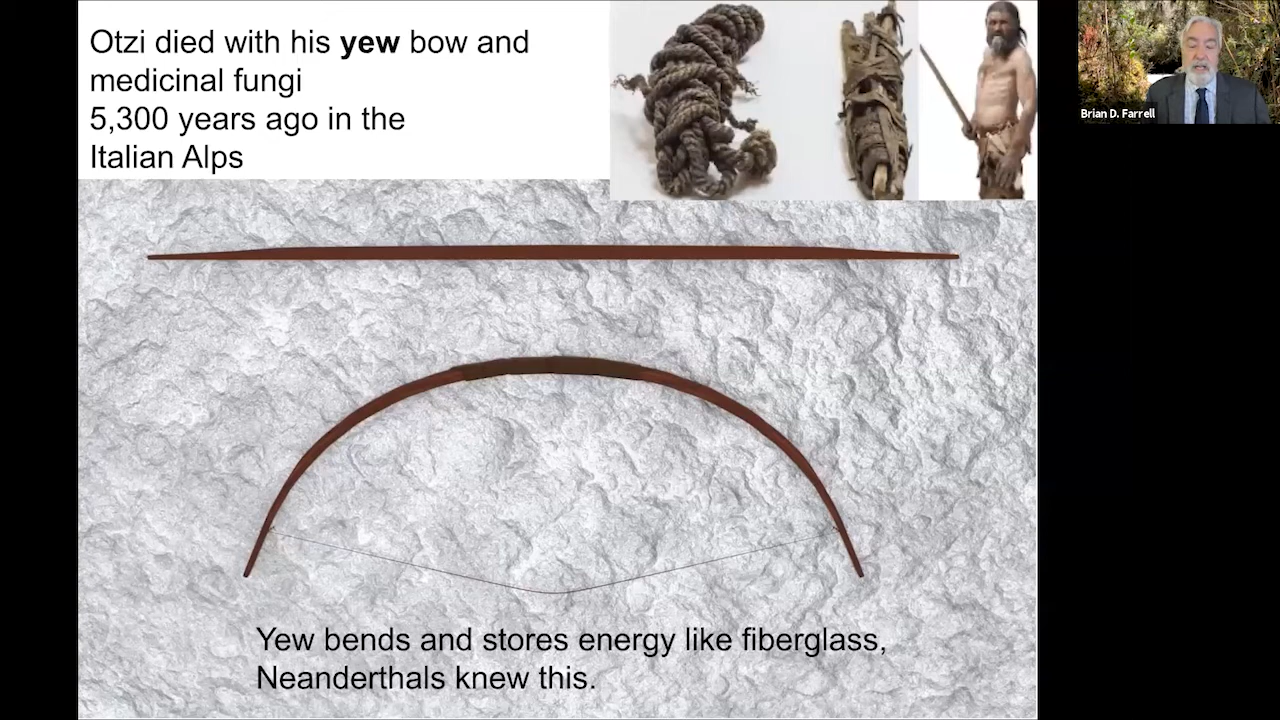 Otzi died with his yew bow and
medicinal fungi
5,300 years ago in the
Italian Alps
Brian D. Farrell
Yew bends and stores energy like fiberglass,
Neanderthals knew this.